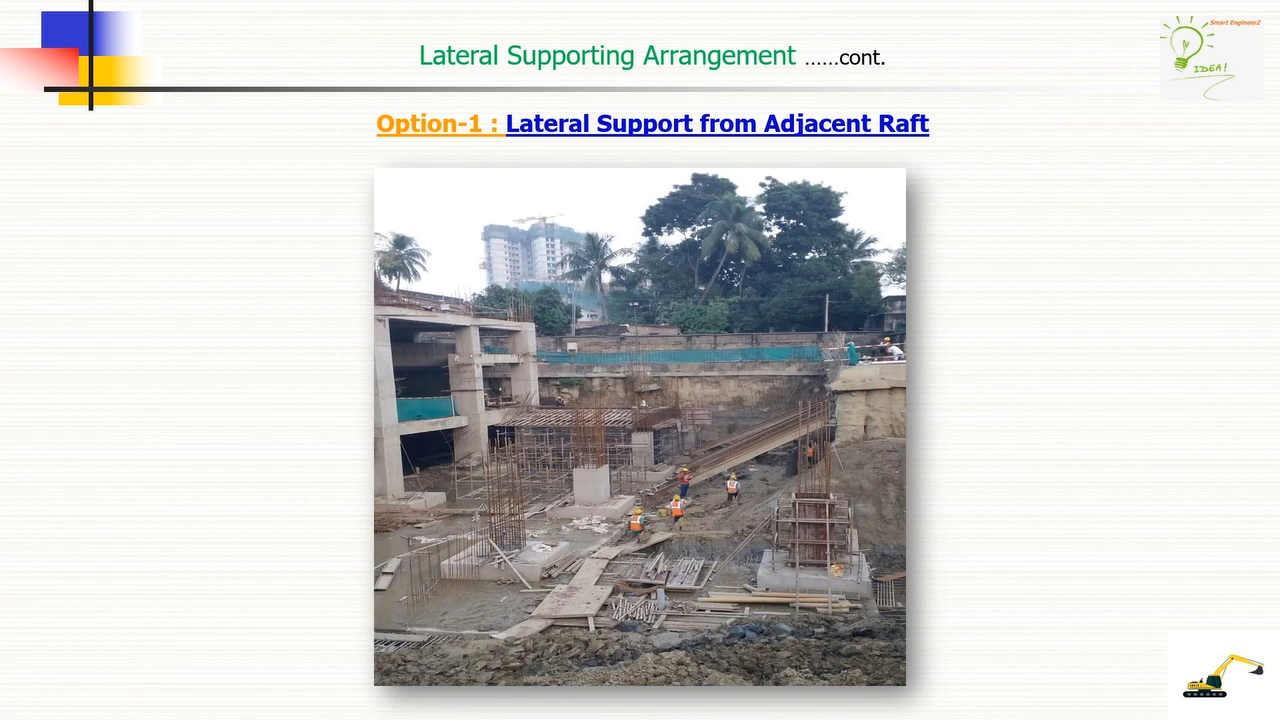 Smart EngineerZ
IDEA!
Lateral Supporting Arrangement ......cont.
Option-1 : Lateral Support from Adjacent Raft